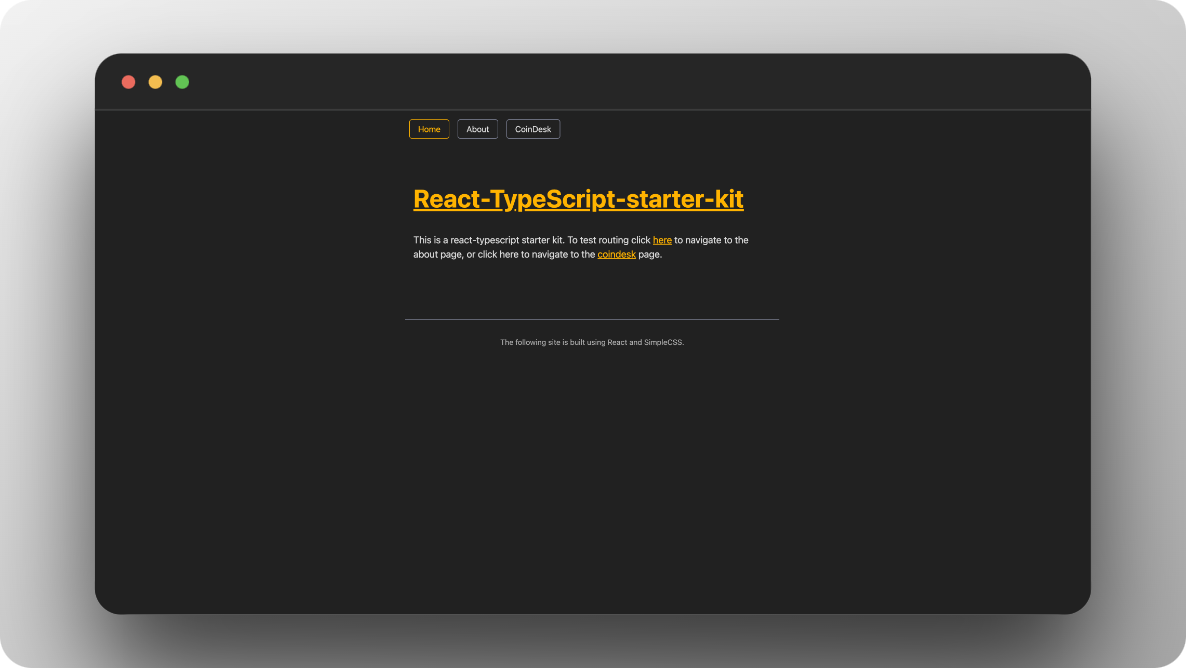 Home About CoinDesk
React-TypeScript-starter-kit
This is a react-typescript starter kit. To test routing click here to navigate to the
about page, or click here to navigate to the coindesk page.
The following site is built using React and SimpleCSS.